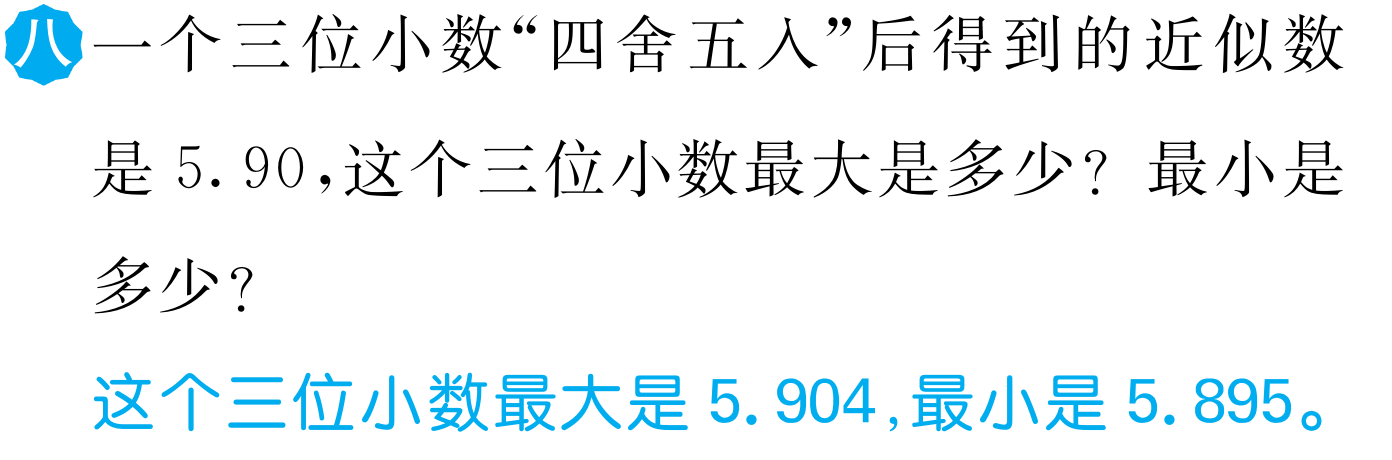 八 一个三位小数“四舍五入”后得到的近似数
是 5.90,这个三位小数最大是多少?最小是
多少?
这个三位小数最大是 5.904,最小是 5.895。